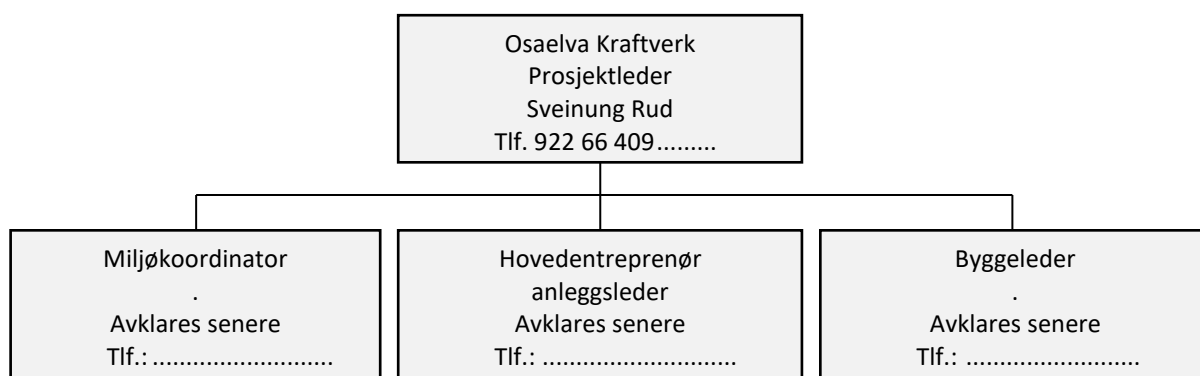 Osaelva Kraftverk
Prosjektleder
Sveinung Rud
Tlf. 922 66 409.........
Miljøkoordinator
.
Avklares senere
Tlf.: ...........................
Hovedentreprenør
anleggsleder
Avklares senere
Tlf.: .............................
Byggeleder
.
Avklares senere
Tlf.: ..........................